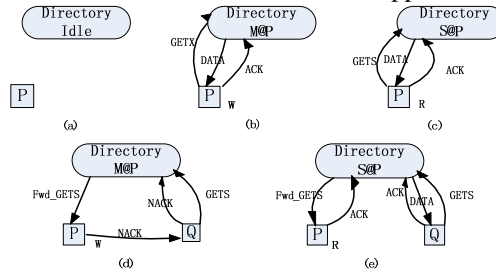 Directory
Idle
P
(a)
Directory
M@P
GETX
DATA
ACK
P
W
(b)
Directory
S@P
GETS
DATA
ACK
P
R
(c)
Directory
M@P
Fwd_GETS
NACK
GETS
P
W
NACK
Q
(d)
Directory
S@P
Fwd_GETS
ACK
ACK
DATA
GETS
P
R
Q
(e)